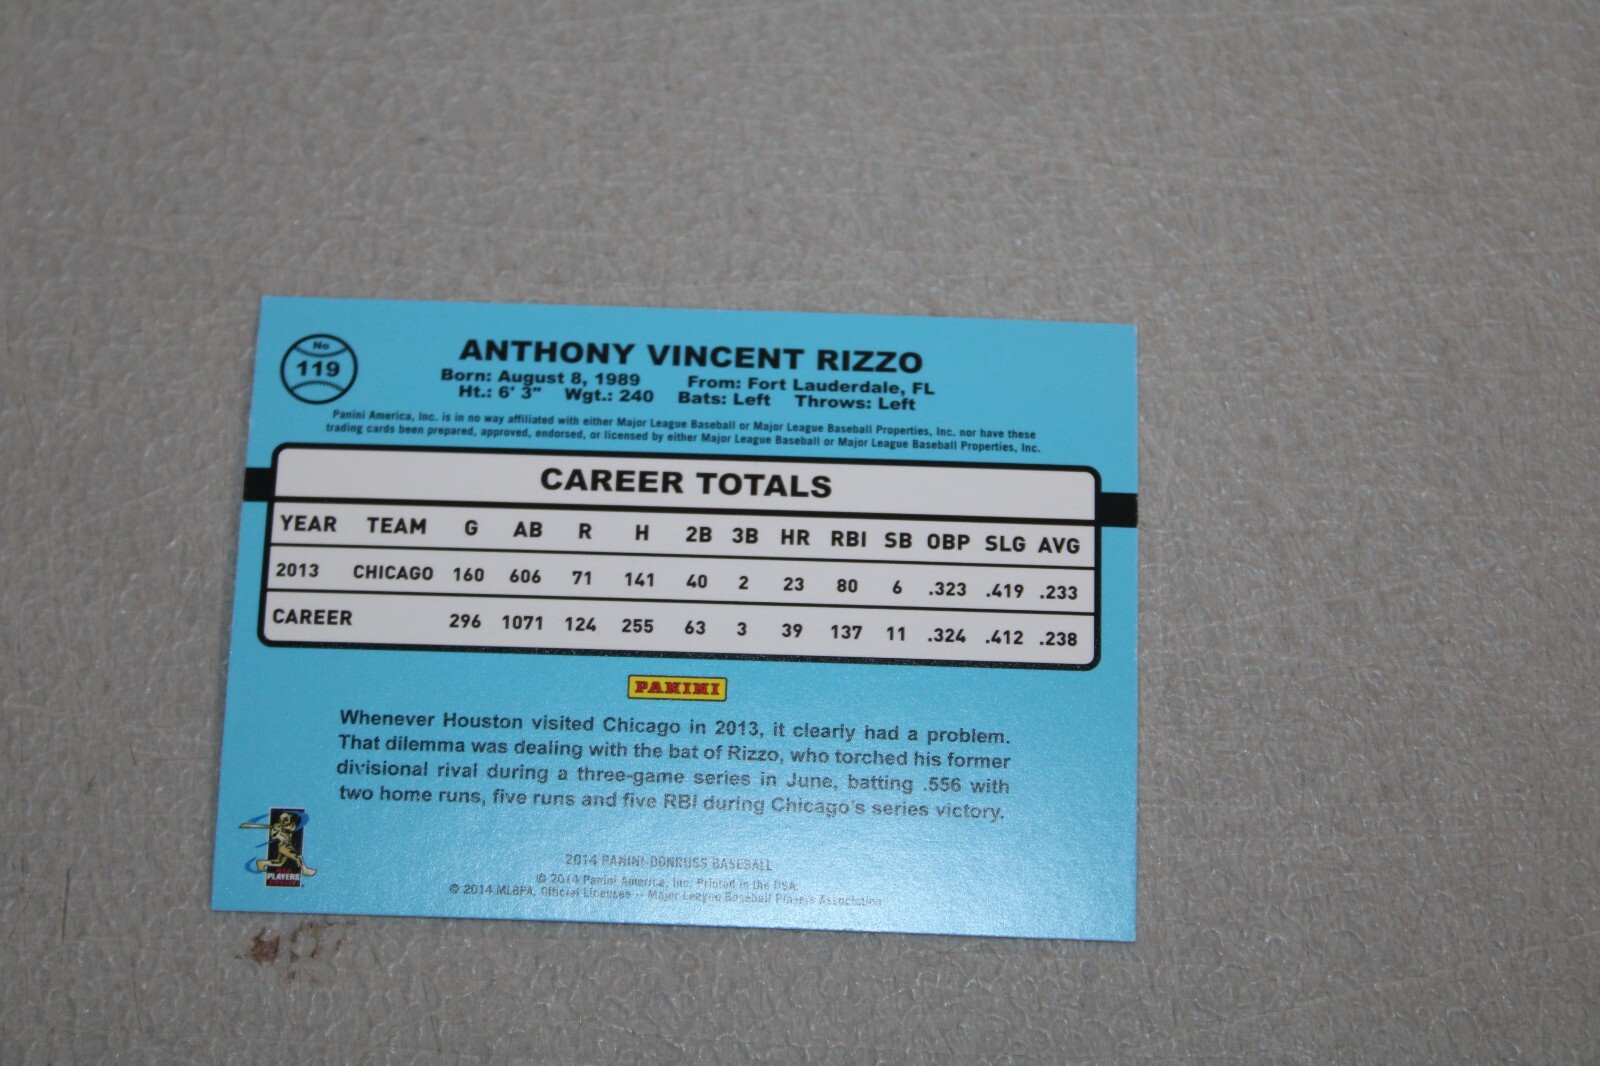 No
119
ANTHONY VINCENT RIZZO
Born: August 8, 1989 From: Fort Lauderdale, FL
Ht.: 6' 3" Wgt.: 240 Bats: Left Throws: Left
Panini America, Inc. is in no way affiliated with either Major League Baseball or Major League Baseball Properties, Inc. nor have these
trading cards been prepared, approved, endorsed, or licensed by either Major League Baseball or Major League Baseball Properties, Inc.
CAREER TOTALS
YEAR TEAM G AB R H 2B 3B HR RBI SB OBP SLG AVG
2013 CHICAGO 160 606 71 141 40 2 23 80 6 .323 .419 .233
CAREER 296 1071 124 255 63 3 39 137 11 .324 .412 .238
PANINI
Whenever Houston visited Chicago in 2013, it clearly had a problem.
That dilemma was dealing with the bat of Rizzo, who torched his former
divisional rival during a three-game series in June, batting .556 with
two home runs, five runs and five RBI during Chicago's series victory.
PLAYERS
2014 PANINI-DONRUSS BASEBALL
© 2014 Panini America, Inc. Printed in the USA.
© 2014 MLBPA, Official Licensee -- Major League Baseball Players Association